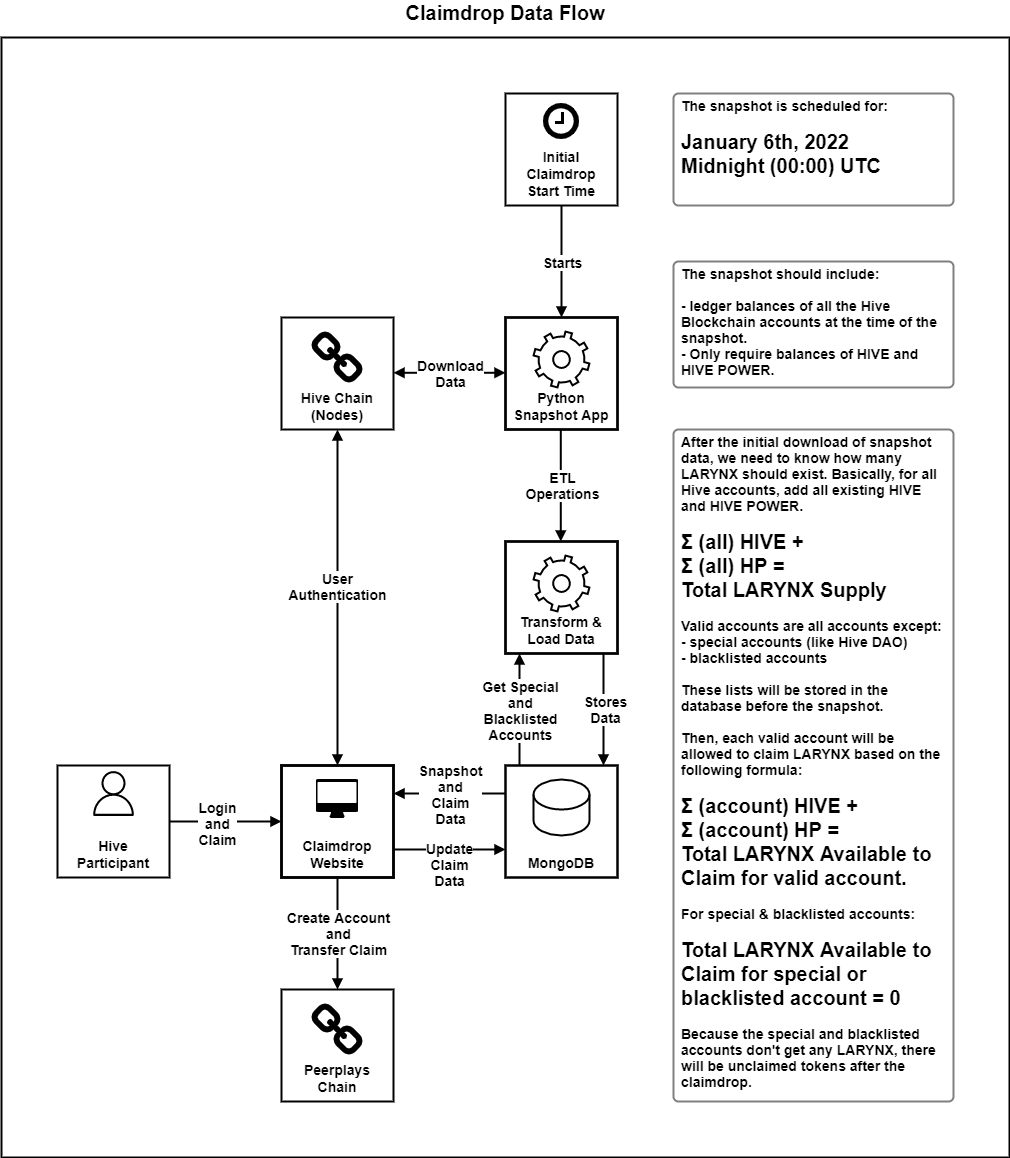 Claimdrop Data Flow
Initial
Claimdrop
Start Time
The snapshot is scheduled for:
January 6th, 2022
Midnight (00:00) UTC
Starts
The snapshot should include:
- ledger balances of all the Hive
Blockchain accounts at the time of the
snapshot.
- Only require balances of HIVE and
HIVE POWER.
Hive Chain
(Nodes)
Download
Data
Python
Snapshot App
ETL
Operations
After the initial download of snapshot
data, we need to know how many
LARYNX should exist. Basically, for all
Hive accounts, add all existing HIVE
and HIVE POWER.
Σ (all) HIVE +
Σ (all) HP =
Total LARYNX Supply
Valid accounts are all accounts except:
- special accounts (like Hive DAO)
- blacklisted accounts
These lists will be stored in the
database before the snapshot.
Then, each valid account will be
allowed to claim LARYNX based on the
following formula:
Σ (account) HIVE +
Σ (account) HP =
Total LARYNX Available to
Claim for valid account.
For special & blacklisted accounts:
Total LARYNX Available to
Claim for special or
blacklisted account = 0
Because the special and blacklisted
accounts don't get any LARYNX, there
will be unclaimed tokens after the
claimdrop.
User
Authentication
Transform &
Load Data
Get Special
and
Blacklisted
Accounts
Stores
Data
Hive
Participant
Login
and
Claim
Claimdrop
Website
Snapshot
and
Claim
Data
Update
Claim
Data
MongoDB
Create Account
and
Transfer Claim
Peerplays
Chain